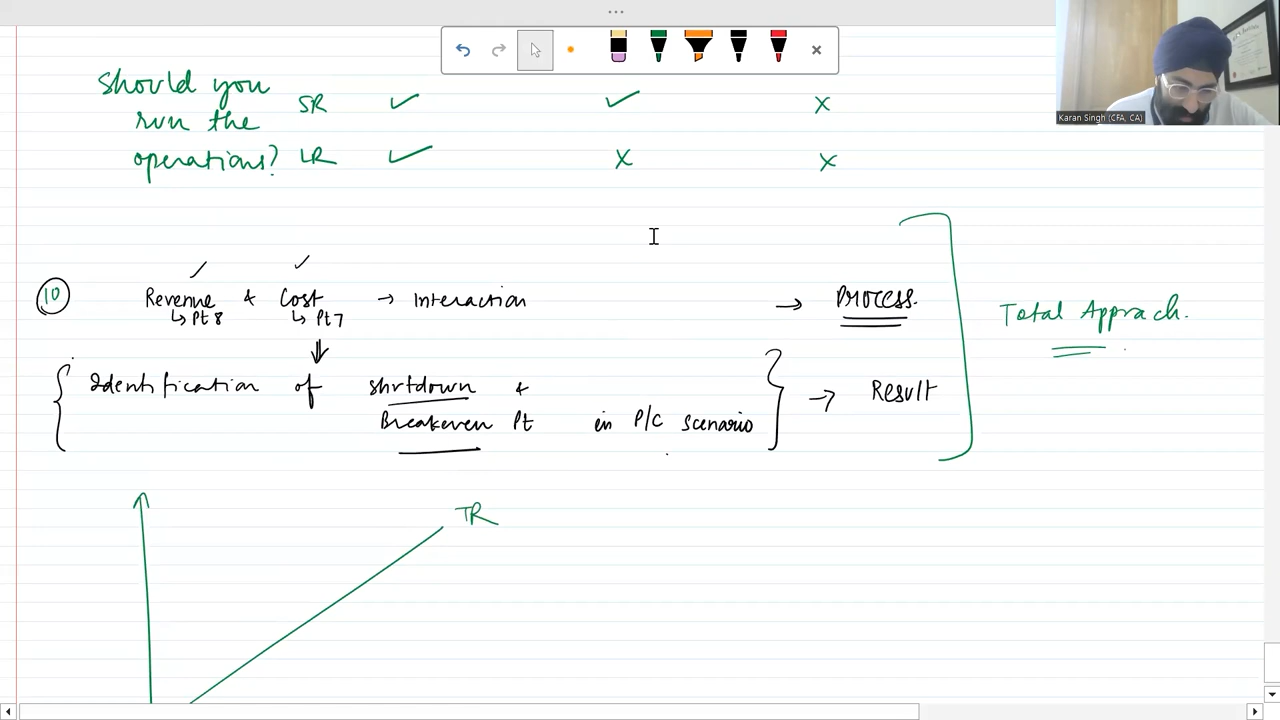 Should you
run the
operations?
SR ✓ ✓ x
LR ✓ x x
Karan Singh (CFA, CA)
10 Revenue & Cost → Interaction → Process.
↳ Pt 8 ↳ Pt 7
Identification of shutdown & → Result
Breakeven Pt in P/C scenario
Total Apprach.
TR